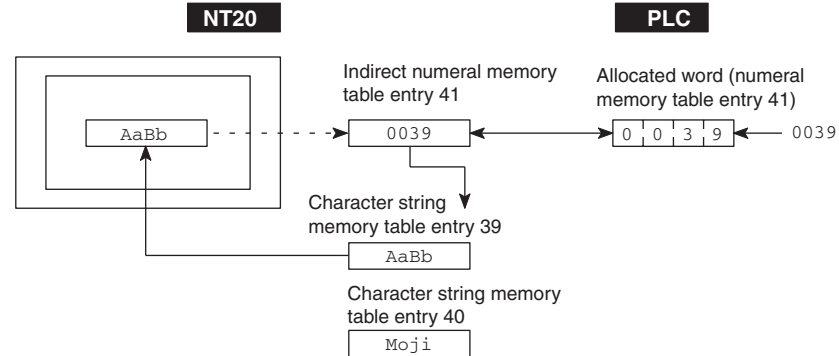 NT20
PLC
Indirect numeral memory
table entry 41
Allocated word (numeral
memory table entry 41)
AaBb
0039
0 0 3 9
0039
Character string
memory table entry 39
AaBb
Character string memory
table entry 40
Moji